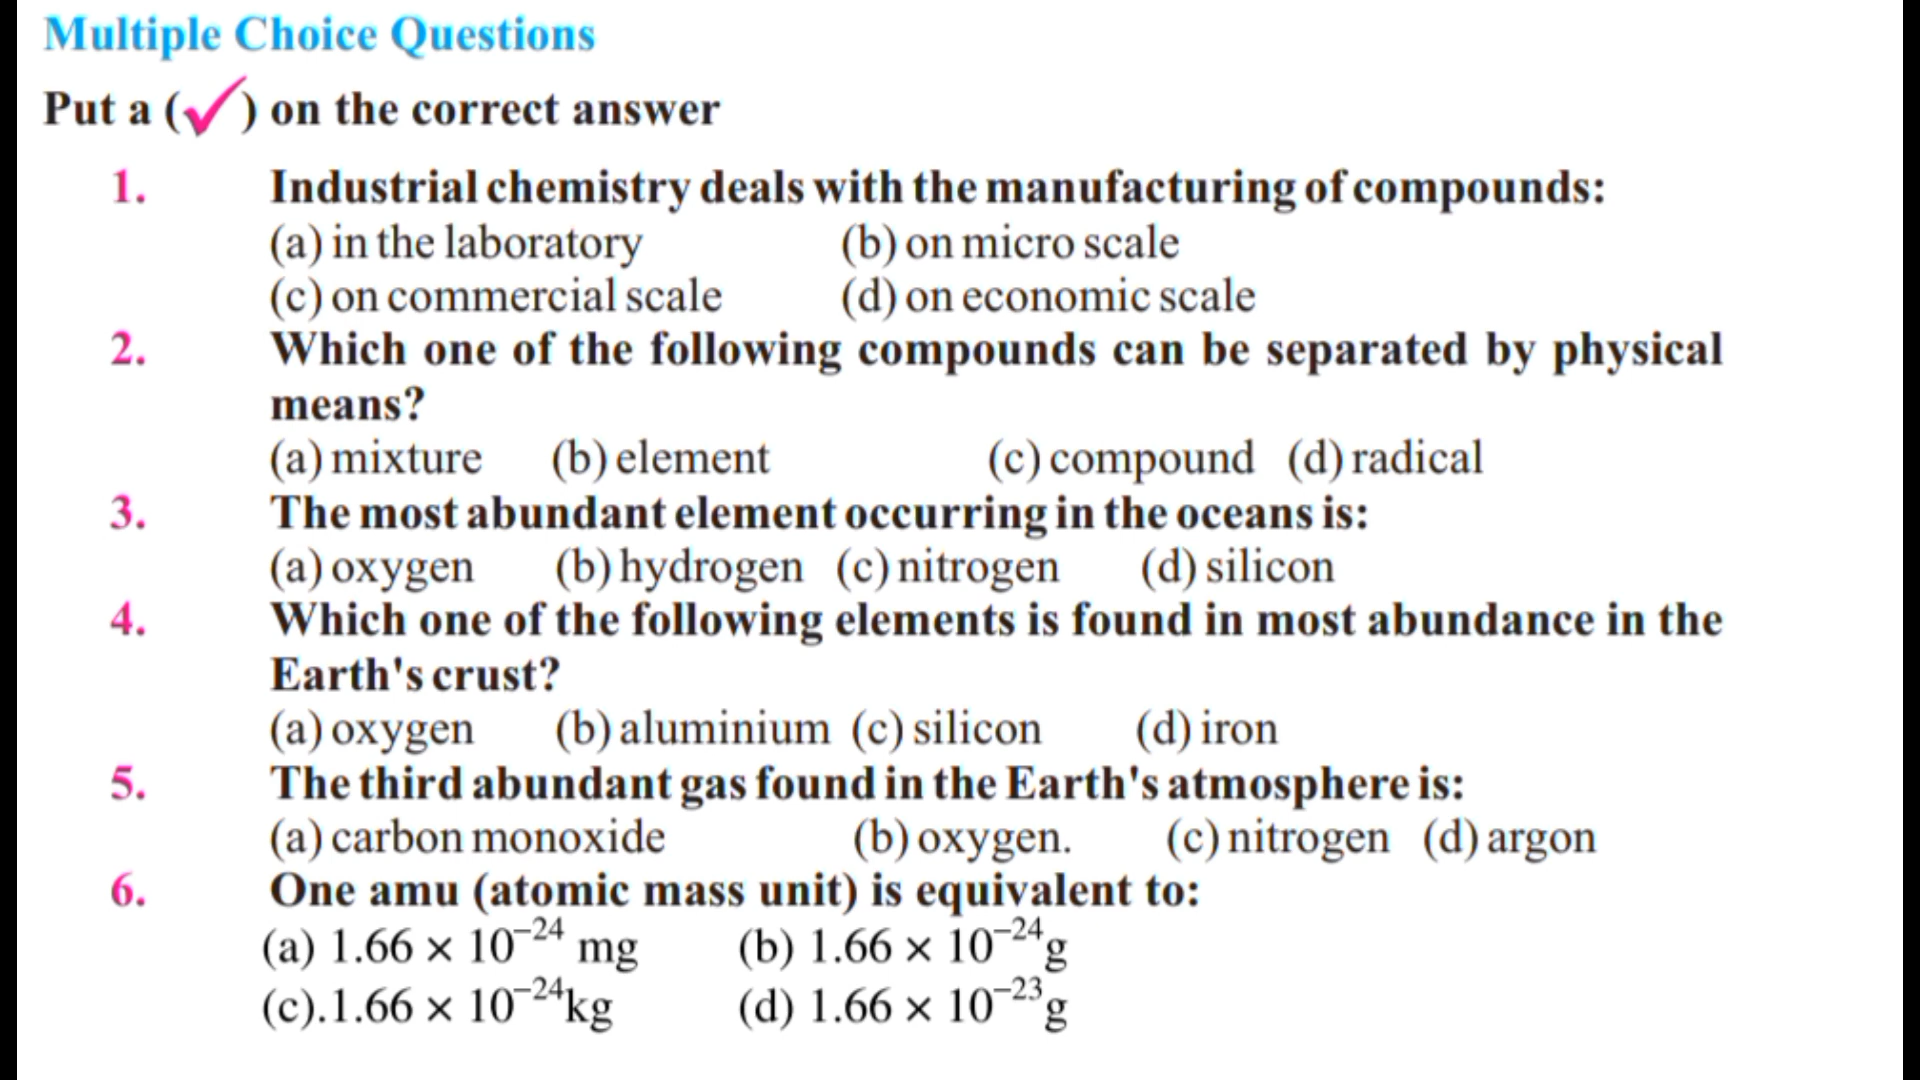 Multiple Choice Questions
Put a (✓) on the correct answer
1. Industrial chemistry deals with the manufacturing of compounds:
(a) in the laboratory (b) on micro scale
(c) on commercial scale (d) on economic scale
2. Which one of the following compounds can be separated by physical
means?
(a) mixture (b) element (c) compound (d) radical
3. The most abundant element occurring in the oceans is:
(a) oxygen (b) hydrogen (c) nitrogen (d) silicon
4. Which one of the following elements is found in most abundance in the
Earth's crust?
(a) oxygen (b) aluminium (c) silicon (d) iron
5. The third abundant gas found in the Earth's atmosphere is:
(a) carbon monoxide (b) oxygen. (c) nitrogen (d) argon
6. One amu (atomic mass unit) is equivalent to:
(a) 1.66 × 10⁻²⁴ mg (b) 1.66 × 10⁻²⁴g
(c).1.66 × 10⁻²⁴kg (d) 1.66 × 10⁻²³g